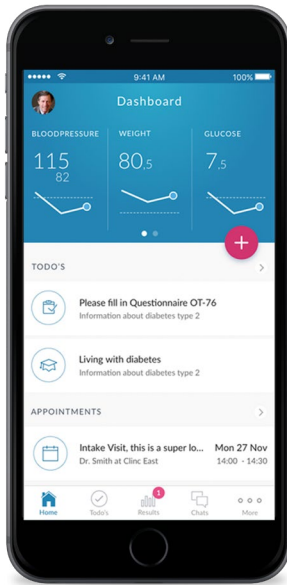 9:41 AM 100%
Dashboard
BLOODPRESSURE WEIGHT GLUCOSE
115 80,5 7,5
82
+
TODO'S
Please fill in Questionnaire OT-76
Information about diabetes type 2
Living with diabetes
Information about diabetes type 2
APPOINTMENTS
Intake Visit, this is a super lo... Mon 27 Nov
Dr. Smith at Clinc East 14:00 - 14:30
1
Home Todo's Results Chats More